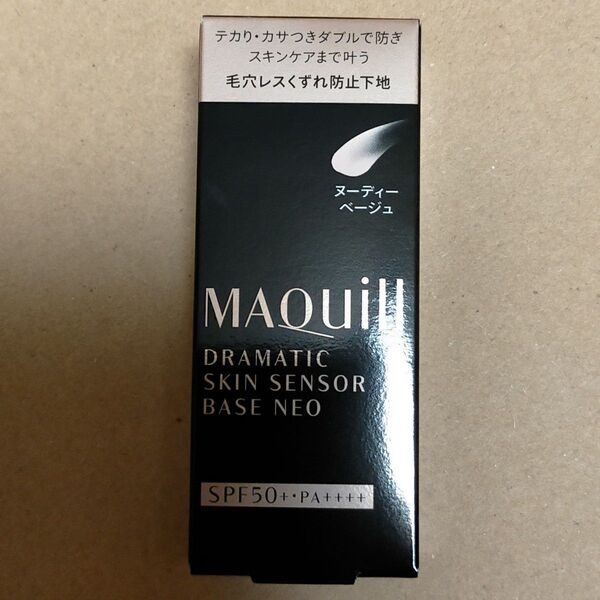 テカり・カサつきダブルで防ぎ
スキンケアまで叶う
毛穴レスくずれ防止下地
ヌーディー
ベージュ
MAQuill
DRAMATIC
SKIN SENSOR
BASE NEO
SPF50+・PA++++